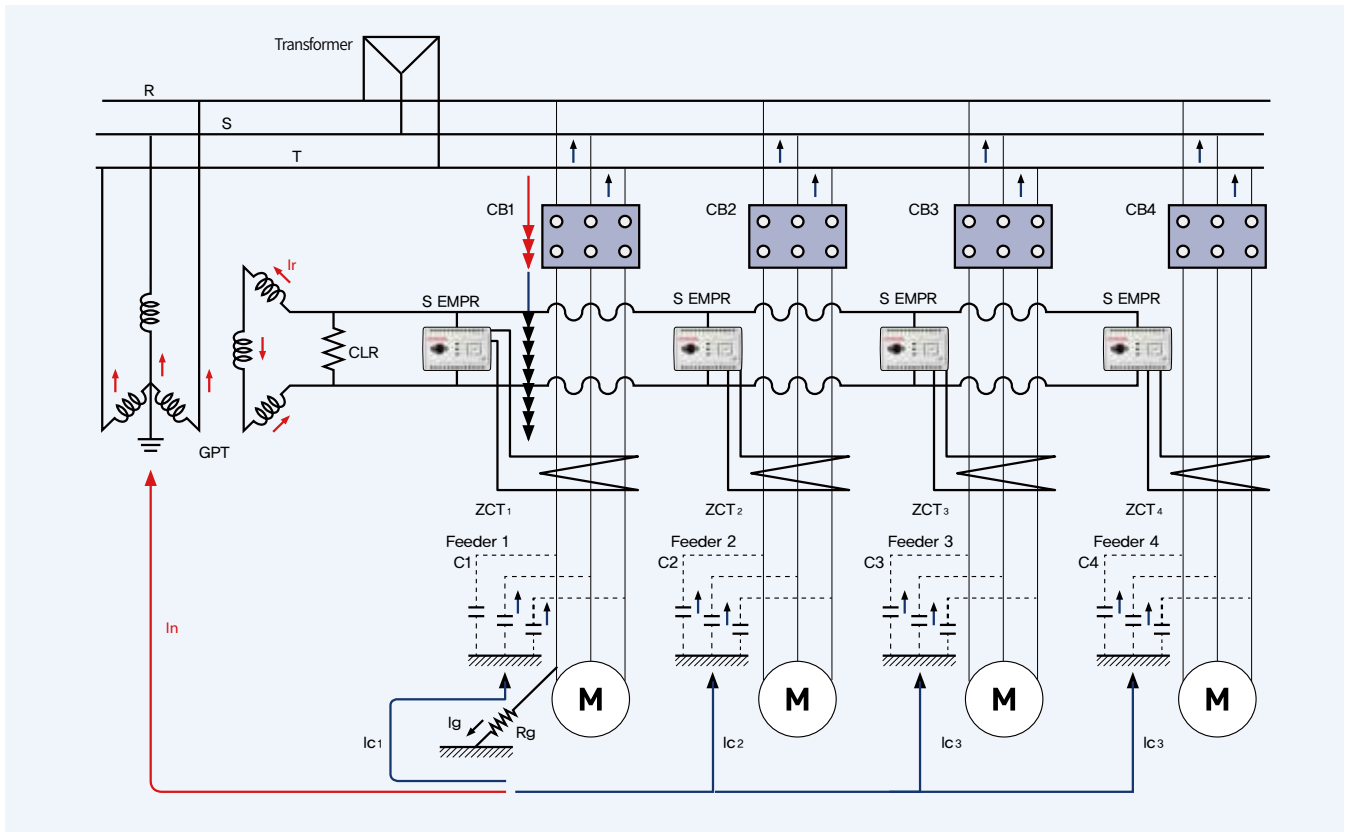 Transformer
R
S
T
CB1
CB2
CB3
CB4
Ir
S EMPR
S EMPR
S EMPR
S EMPR
CLR
GPT
ZCT1
ZCT2
ZCT3
ZCT4
Feeder 1
Feeder 2
Feeder 3
Feeder 4
C1
C2
C3
C4
In
M
M
M
M
Ig
Rg
Ic1
Ic2
Ic3
Ic3